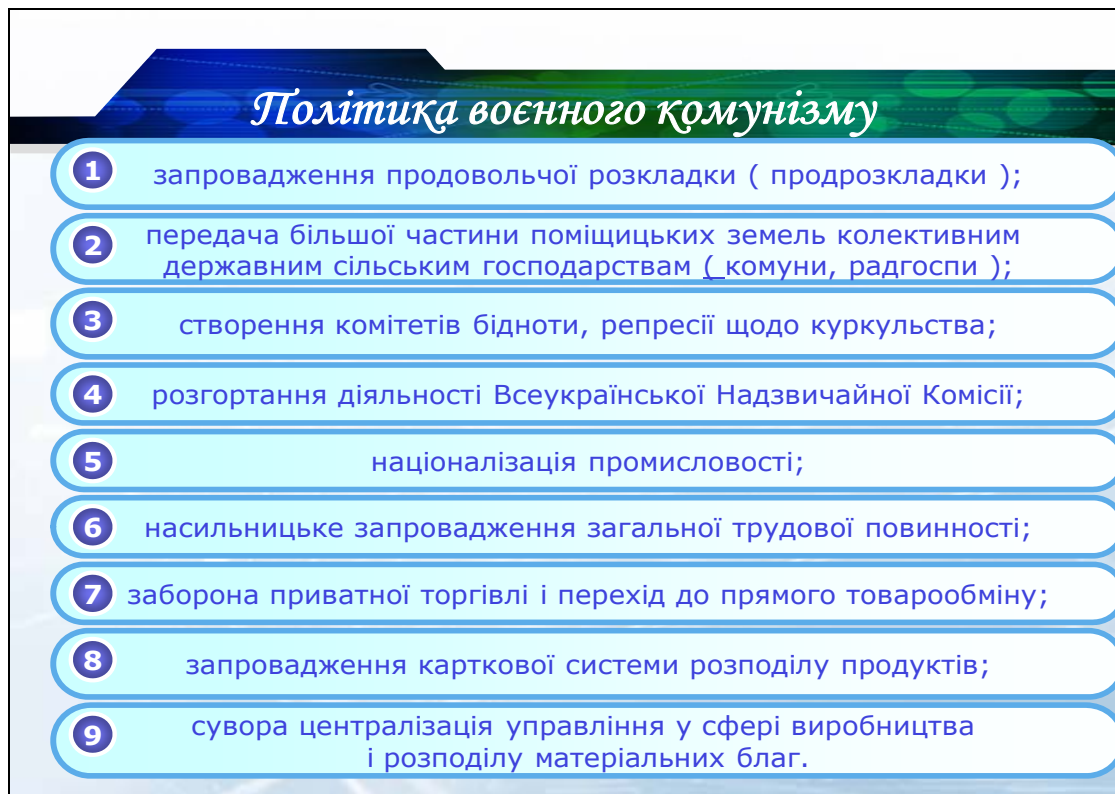 Політика воєнного комунізму
1
запровадження продовольчої розкладки ( продрозкладки );
2
передача більшої частини поміщицьких земель колективним
державним сільським господарствам ( комуни, радгоспи );
3
створення комітетів бідноти, репресії щодо куркульства;
4
розгортання діяльності Всеукраїнської Надзвичайної Комісії;
5
націоналізація промисловості;
6
насильницьке запровадження загальної трудової повинності;
7
заборона приватної торгівлі і перехід до прямого товарообміну;
8
запровадження карткової системи розподілу продуктів;
9
сувора централізація управління у сфері виробництва
і розподілу матеріальних благ.